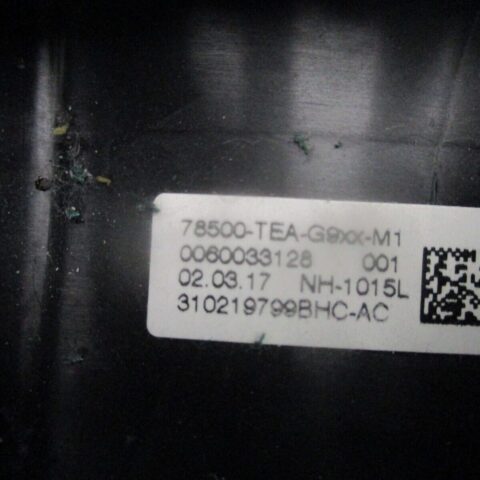 78500-TEA-G9xx-M1
0060033128 001
02.03.17 NH-1015L
310219799BHC-AC